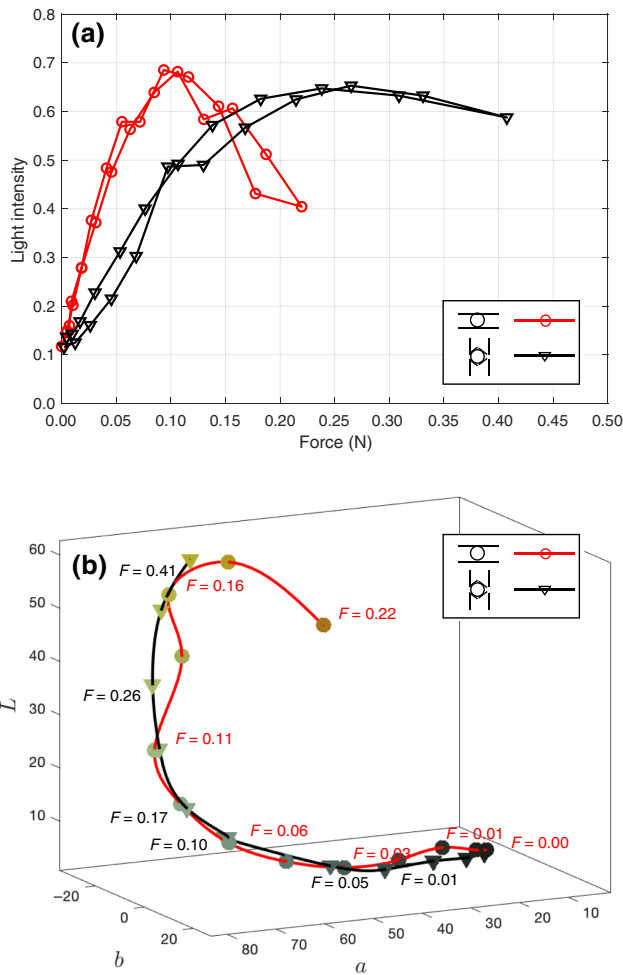 (a)
0.8
0.7
0.6
0.5
0.4
0.3
0.2
0.1
0.0
Light intensity
0.00 0.05 0.10 0.15 0.20 0.25 0.30 0.35 0.40 0.45 0.50
Force (N)
(b)
60
50
40
30
20
10
L
F = 0.41
F = 0.16
F = 0.22
F = 0.26
F = 0.11
F = 0.17
F = 0.06
F = 0.10
F = 0.03
F = 0.01
F = 0.00
F = 0.05
F = 0.01
−20
0
20
b
80 70 60 50 40 30 20 10
a